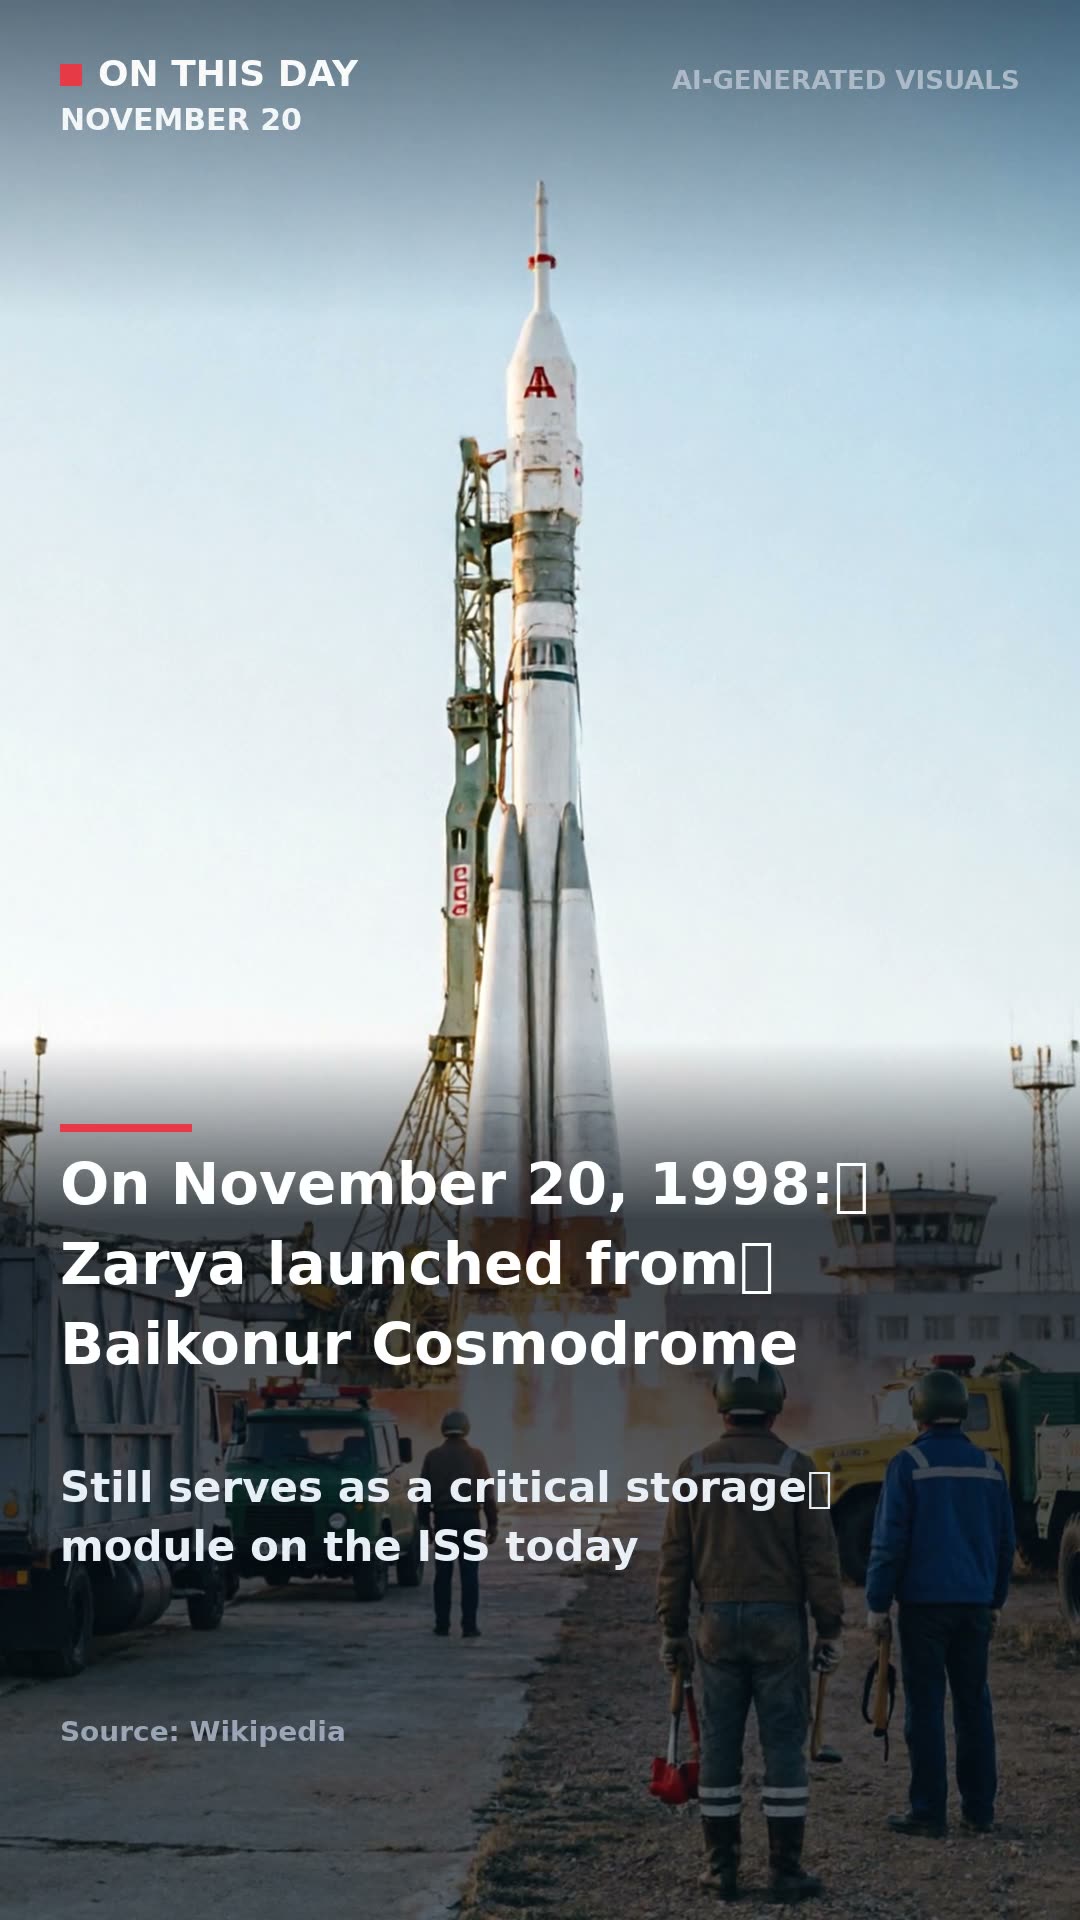 ON THIS DAY
AI-GENERATED VISUALS
NOVEMBER 20
On November 20, 1998:
Zarya launched from
Baikonur Cosmodrome
Still serves as a critical storage
module on the ISS today
Source: Wikipedia